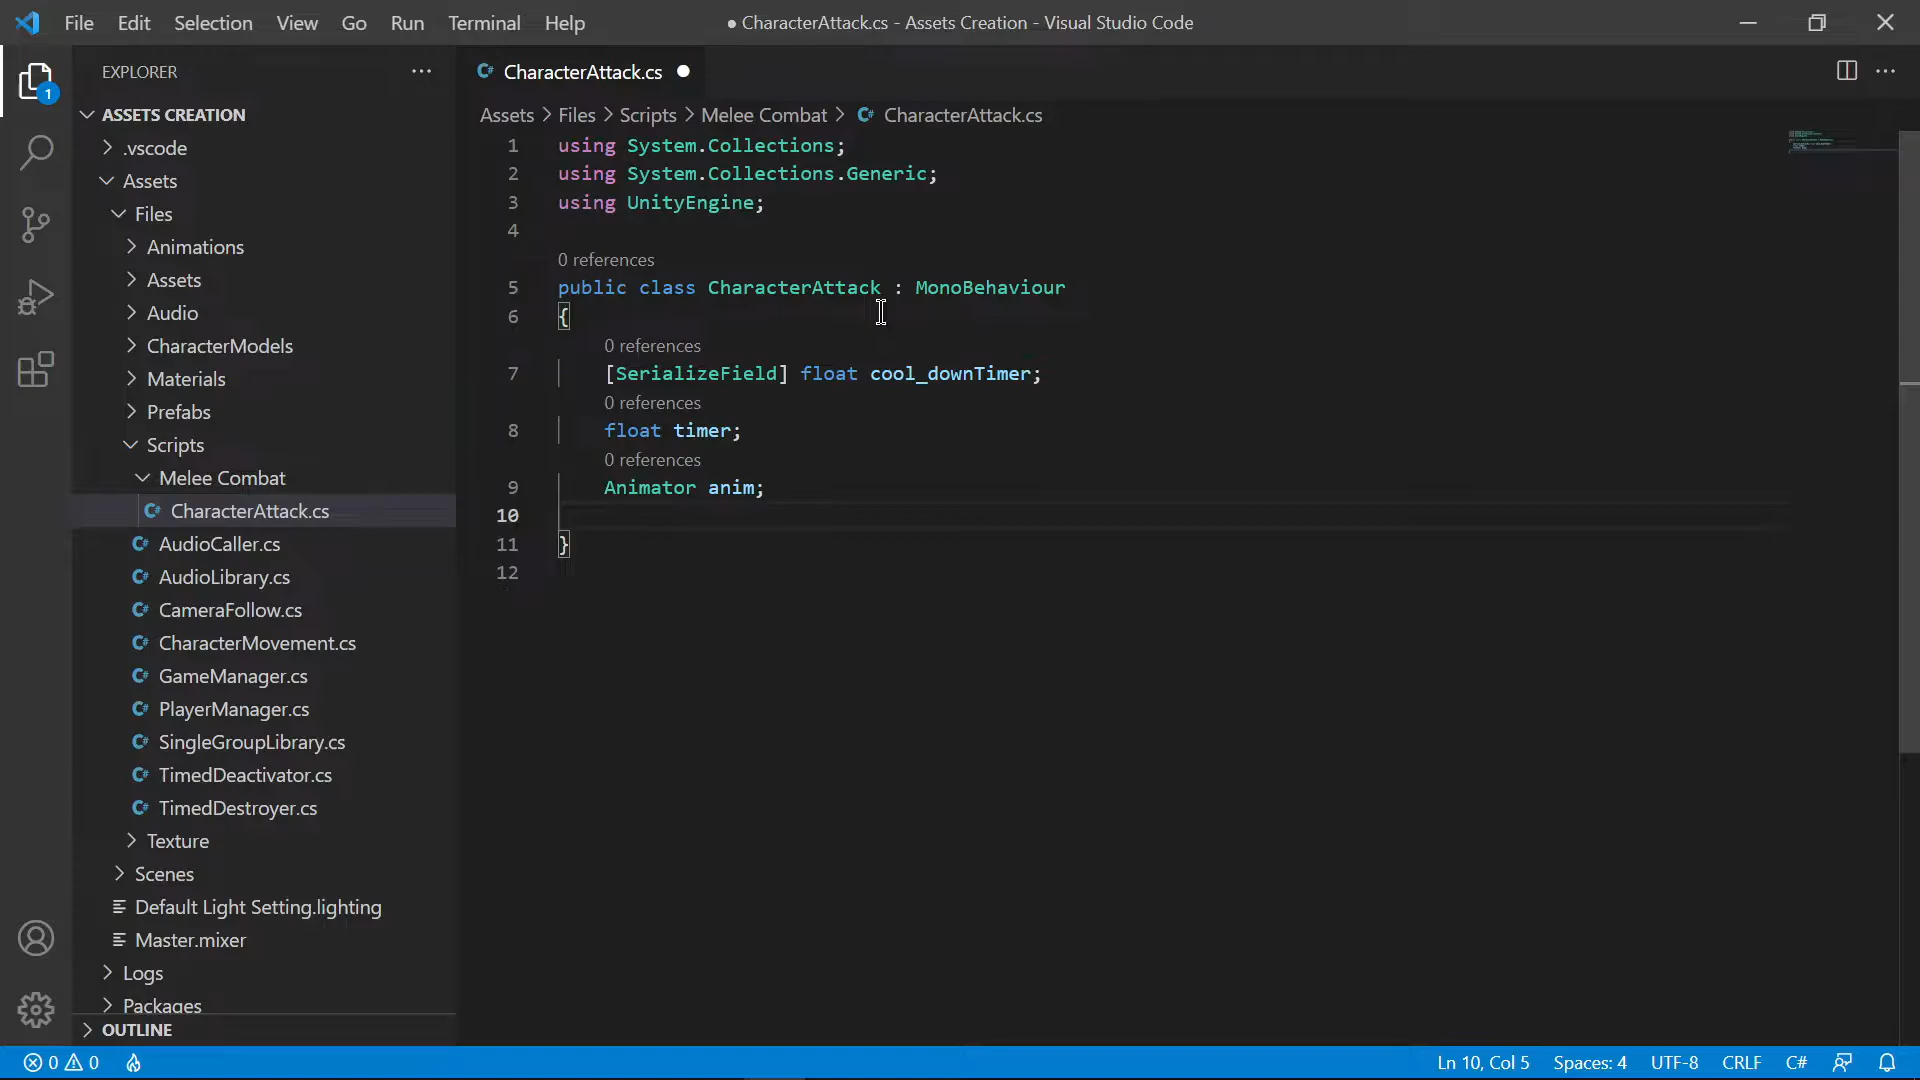 File Edit Selection View Go Run Terminal Help
● CharacterAttack.cs - Assets Creation - Visual Studio Code
EXPLORER
1
ASSETS CREATION
.vscode
Assets
Files
Animations
Assets
Audio
CharacterModels
Materials
Prefabs
Scripts
Melee Combat
C# CharacterAttack.cs
C# AudioCaller.cs
C# AudioLibrary.cs
C# CameraFollow.cs
C# CharacterMovement.cs
C# GameManager.cs
C# PlayerManager.cs
C# SingleGroupLibrary.cs
C# TimedDeactivator.cs
C# TimedDestroyer.cs
Texture
Scenes
Default Light Setting.lighting
Master.mixer
Logs
Packages
OUTLINE
C# CharacterAttack.cs ●
Assets > Files > Scripts > Melee Combat > C# CharacterAttack.cs
1 using System.Collections;
2 using System.Collections.Generic;
3 using UnityEngine;
4
0 references
5 public class CharacterAttack : MonoBehaviour
6 {
0 references
7 [SerializeField] float cool_downTimer;
0 references
8 float timer;
0 references
9 Animator anim;
10
11 }
12
0 0 Ln 10, Col 5 Spaces: 4 UTF-8 CRLF C#